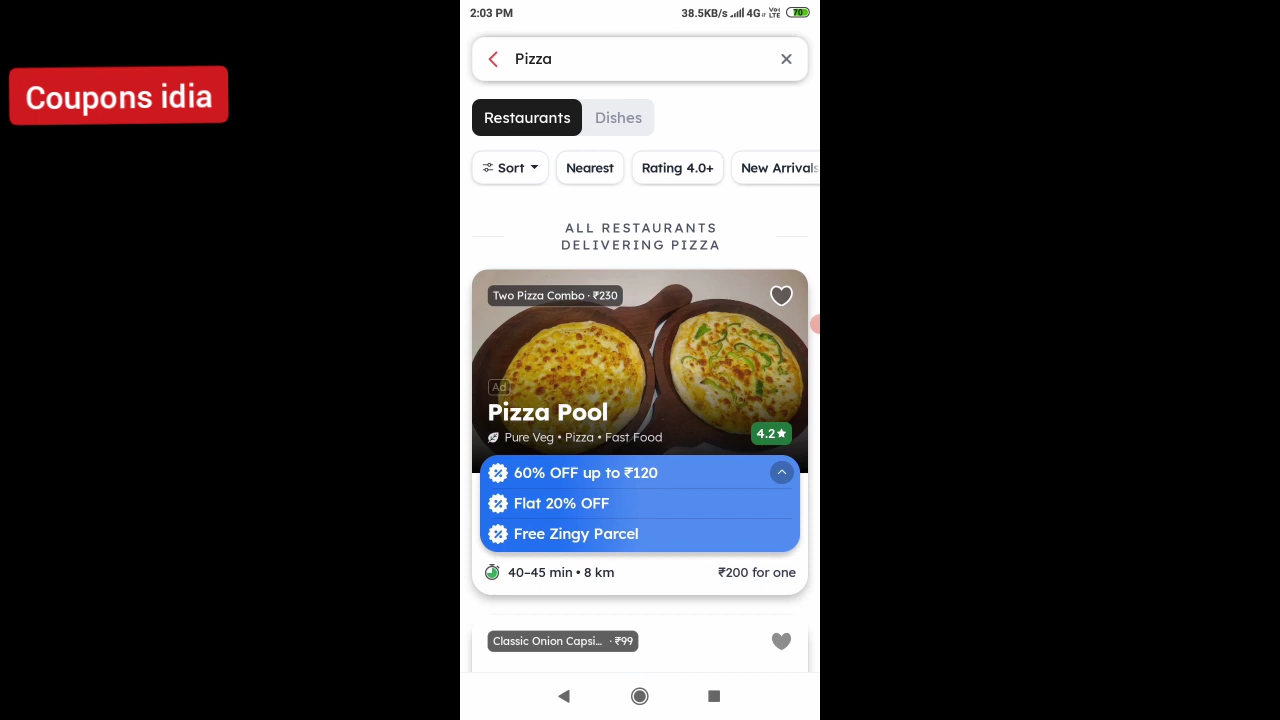 2:03 PM
38.5KB/s 4G Vo) LTE 70
Coupons idia
Pizza
Restaurants Dishes
Sort Nearest Rating 4.0+ New Arrivals
ALL RESTAURANTS
DELIVERING PIZZA
Two Pizza Combo · ₹230
Ad
Pizza Pool
Pure Veg • Pizza • Fast Food
4.2★
60% OFF up to ₹120
Flat 20% OFF
Free Zingy Parcel
40–45 min • 8 km
₹200 for one
Classic Onion Capsi... · ₹99